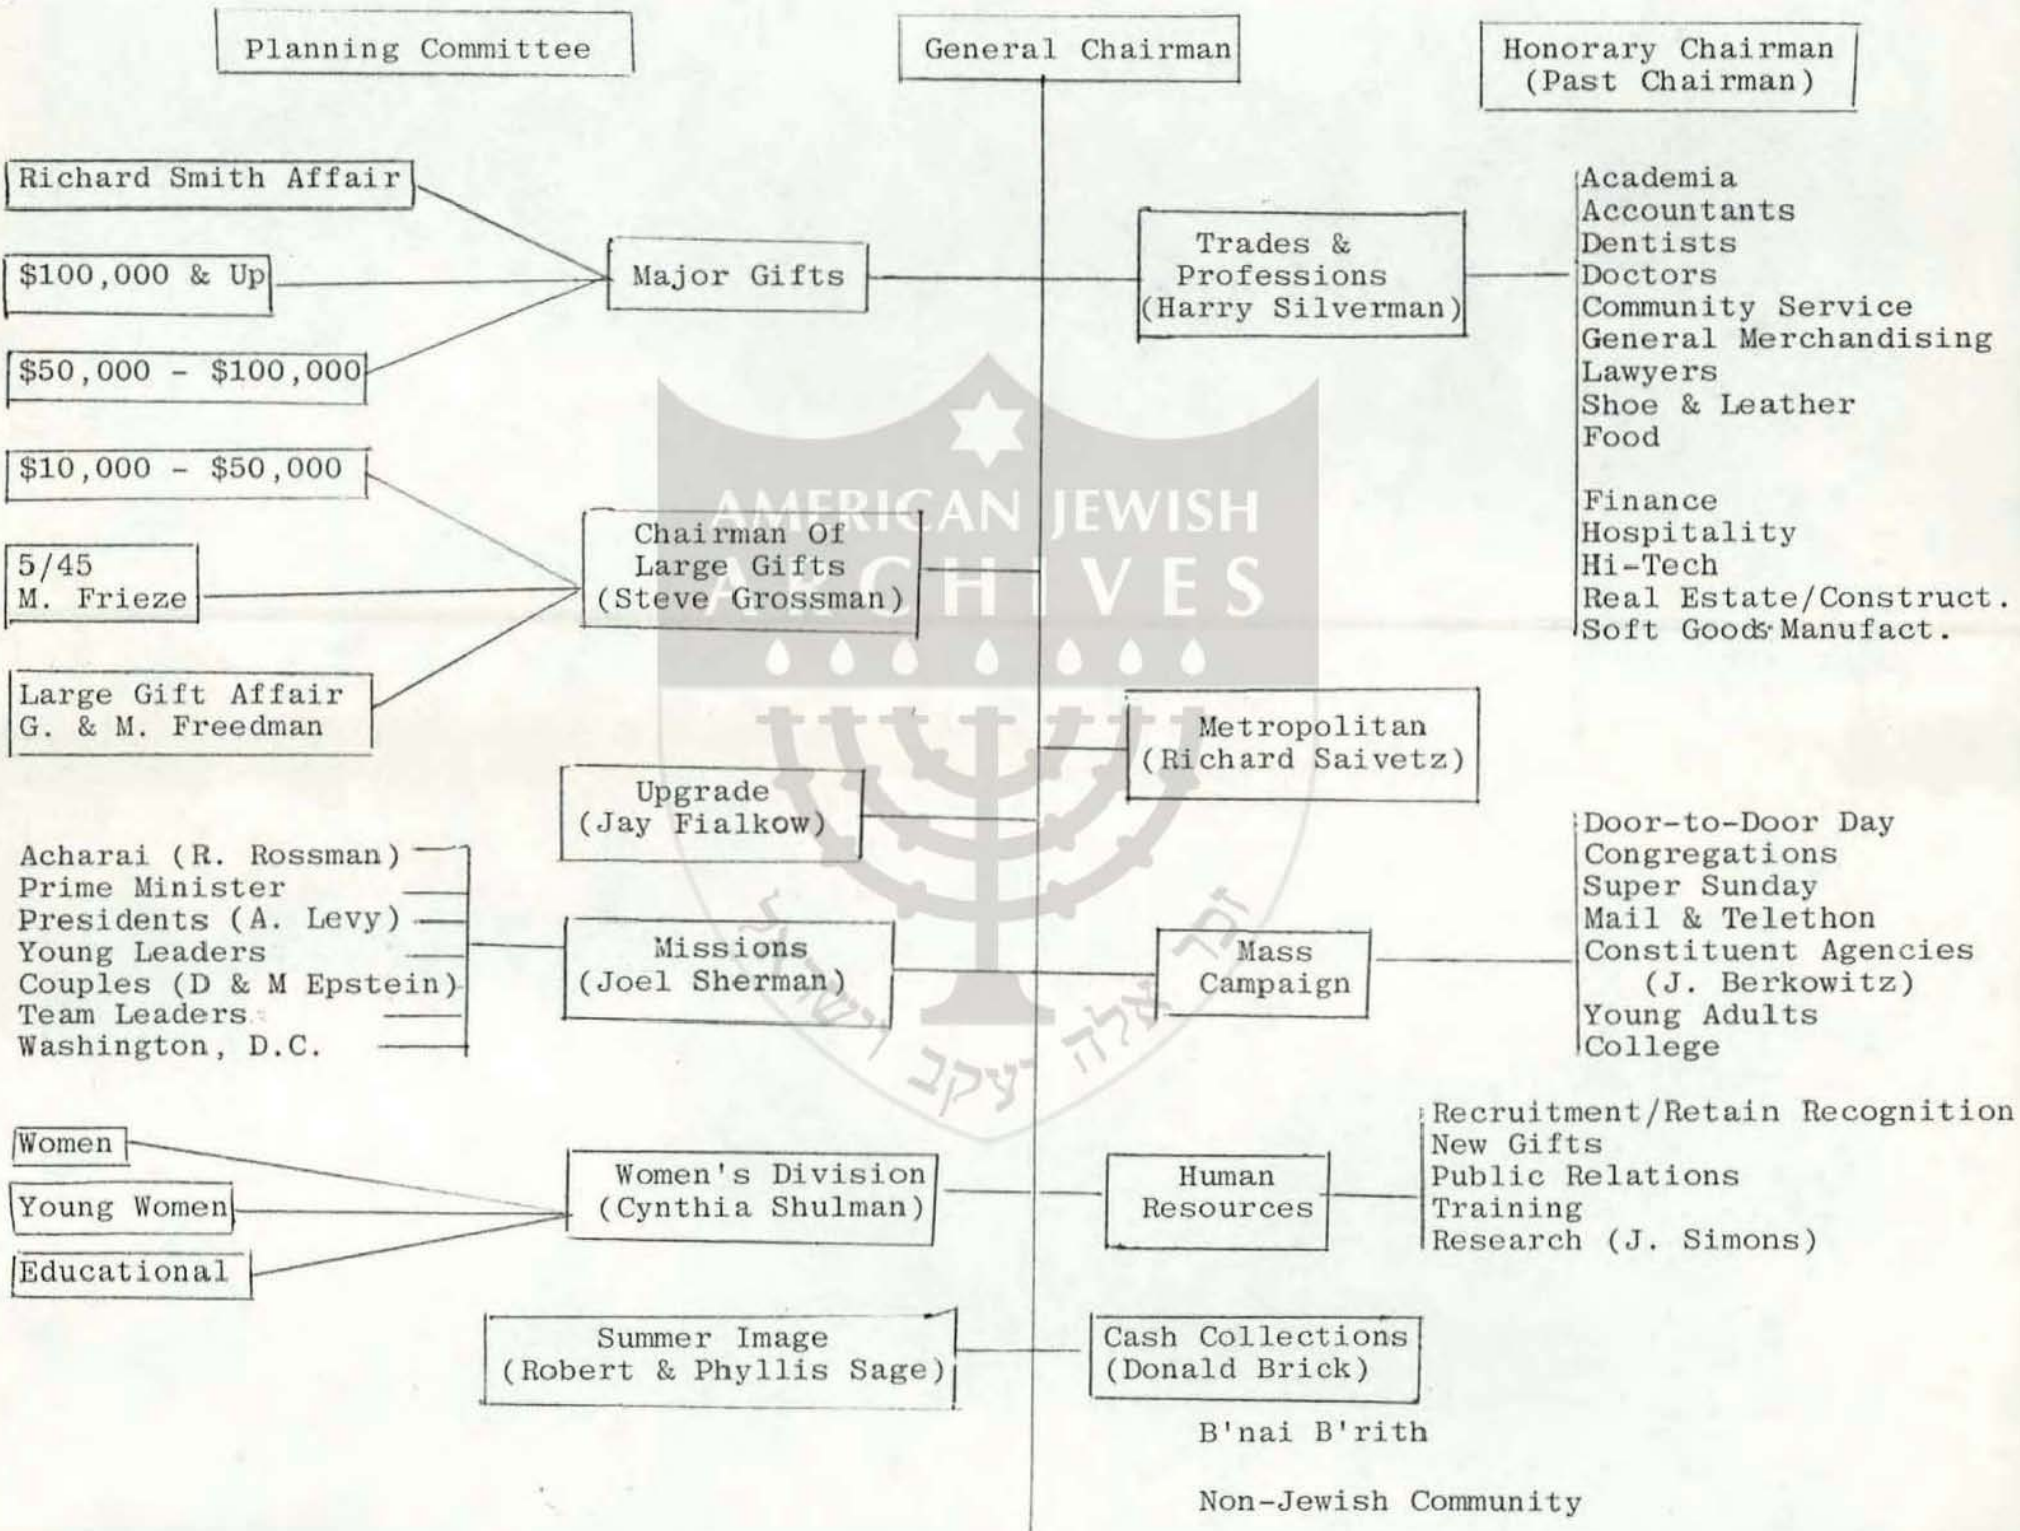 Planning Committee
General Chairman
Honorary Chairman
(Past Chairman)
Richard Smith Affair
$100,000 & Up
$50,000 - $100,000
Major Gifts
Trades &
Professions
(Harry Silverman)
Academia
Accountants
Dentists
Doctors
Community Service
General Merchandising
Lawyers
Shoe & Leather
Food
Finance
Hospitality
Hi-Tech
Real Estate/Construct.
Soft Goods Manufact.
$10,000 - $50,000
5/45
M. Frieze
Large Gift Affair
G. & M. Freedman
Chairman Of
Large Gifts
(Steve Grossman)
AMERICAN JEWISH
ARCHIVES
Metropolitan
(Richard Saivetz)
Upgrade
(Jay Fialkow)
Acharai (R. Rossman)
Prime Minister
Presidents (A. Levy)
Young Leaders
Couples (D & M Epstein)
Team Leaders
Washington, D.C.
Missions
(Joel Sherman)
Mass
Campaign
Door-to-Door Day
Congregations
Super Sunday
Mail & Telethon
Constituent Agencies
(J. Berkowitz)
Young Adults
College
זכר אלה יעקב וישראל
Women
Young Women
Educational
Women's Division
(Cynthia Shulman)
Human
Resources
Recruitment/Retain Recognition
New Gifts
Public Relations
Training
Research (J. Simons)
Summer Image
(Robert & Phyllis Sage)
Cash Collections
(Donald Brick)
B'nai B'rith
Non-Jewish Community